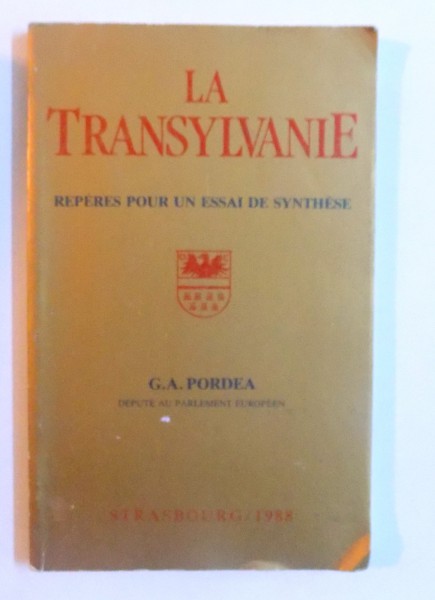 LA
TRANSYLVANIE
REPÈRES POUR UN ESSAI DE SYNTHÈSE
G.A. PORDEA
DÉPUTÉ AU PARLEMENT EUROPÉEN
STRASBOURG/1988